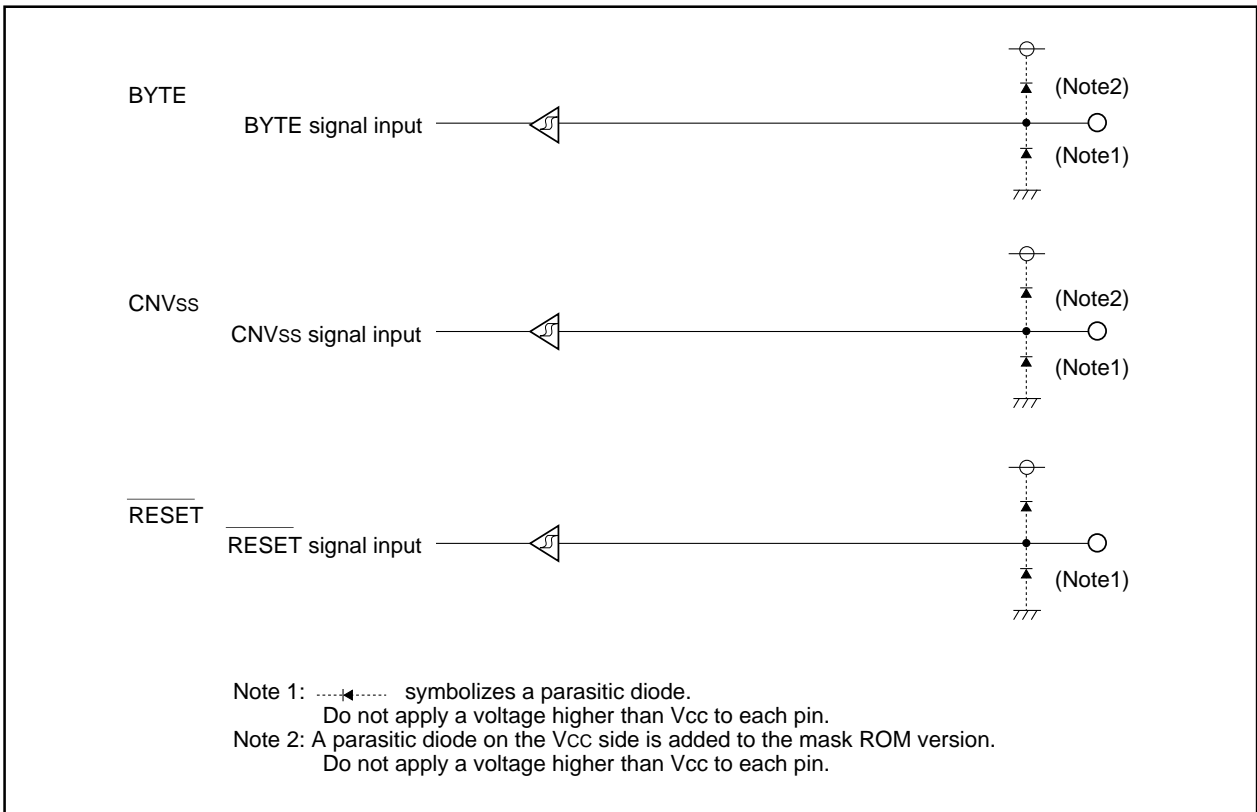 (Note2)
BYTE
BYTE signal input
(Note1)
(Note2)
CNVss
CNVss signal input
(Note1)
RESET
RESET signal input
(Note1)
Note 1: symbolizes a parasitic diode.
Do not apply a voltage higher than Vcc to each pin.
Note 2: A parasitic diode on the VCC side is added to the mask ROM version.
Do not apply a voltage higher than Vcc to each pin.